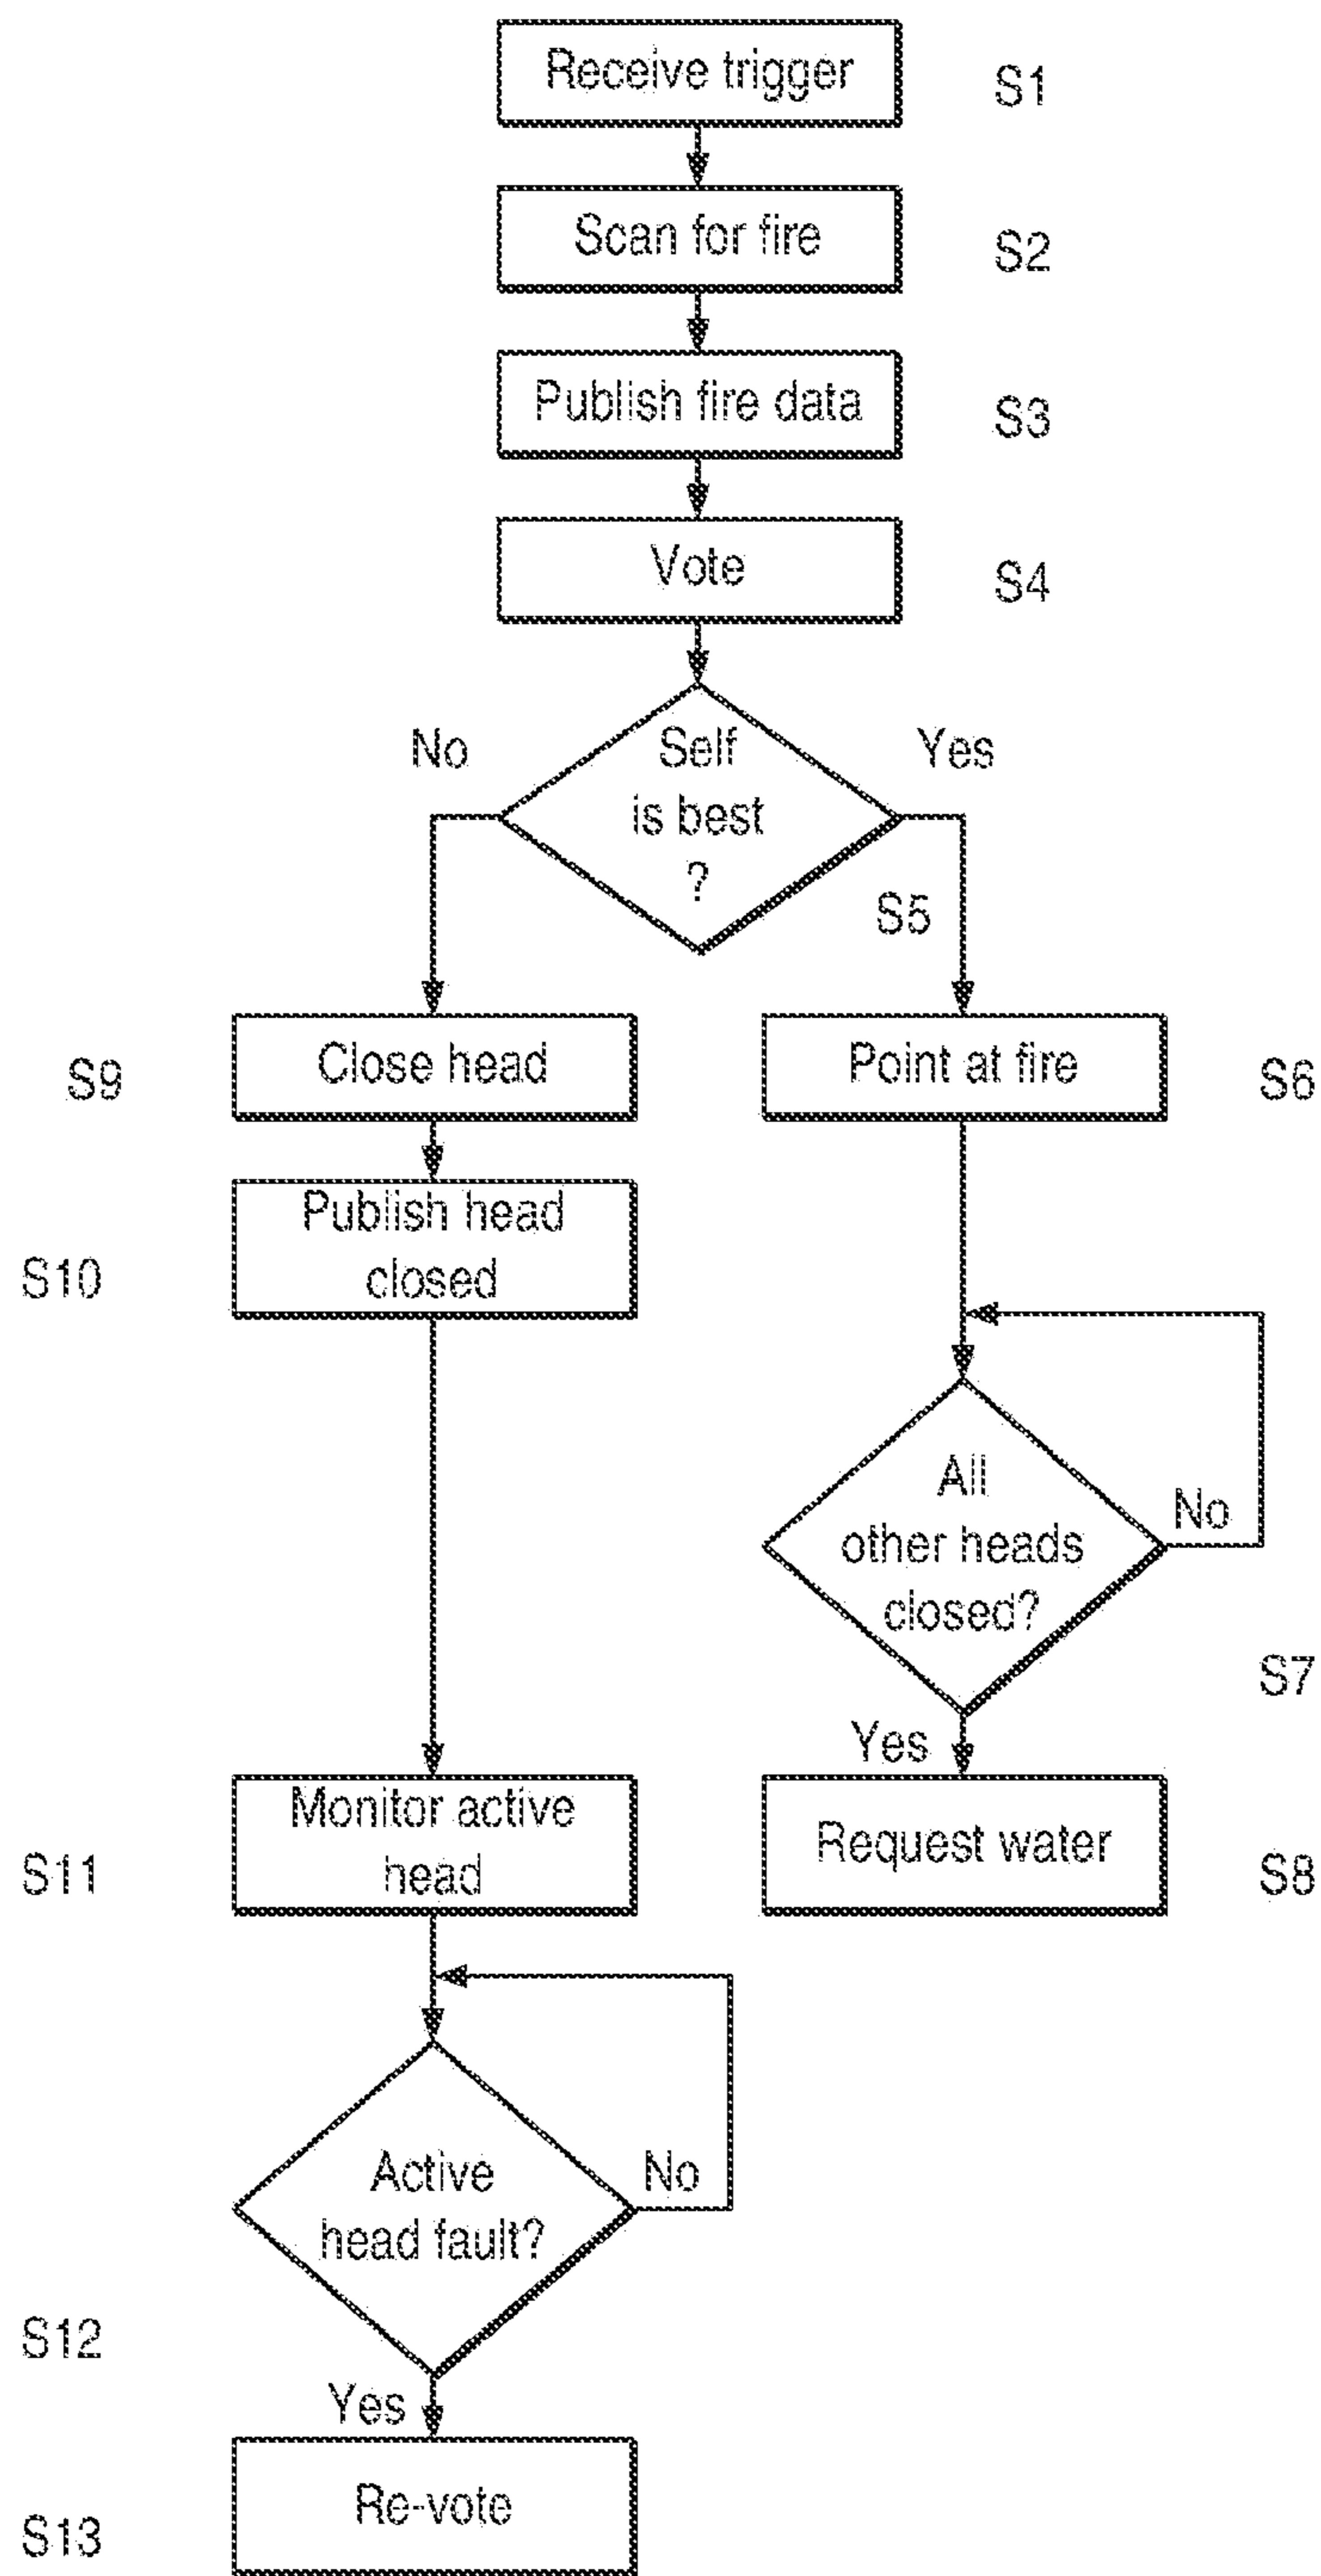 Receive trigger
S1
Scan for fire
S2
Publish fire data
S3
Vote
S4
No
Self
is best
?
Yes
S5
Close head
S9
Point at fire
S6
Publish head
closed
S10
All
other heads
closed?
No
S7
Yes
Monitor active
head
S11
Request water
S8
Active
head fault?
No
S12
Yes
Re-vote
S13